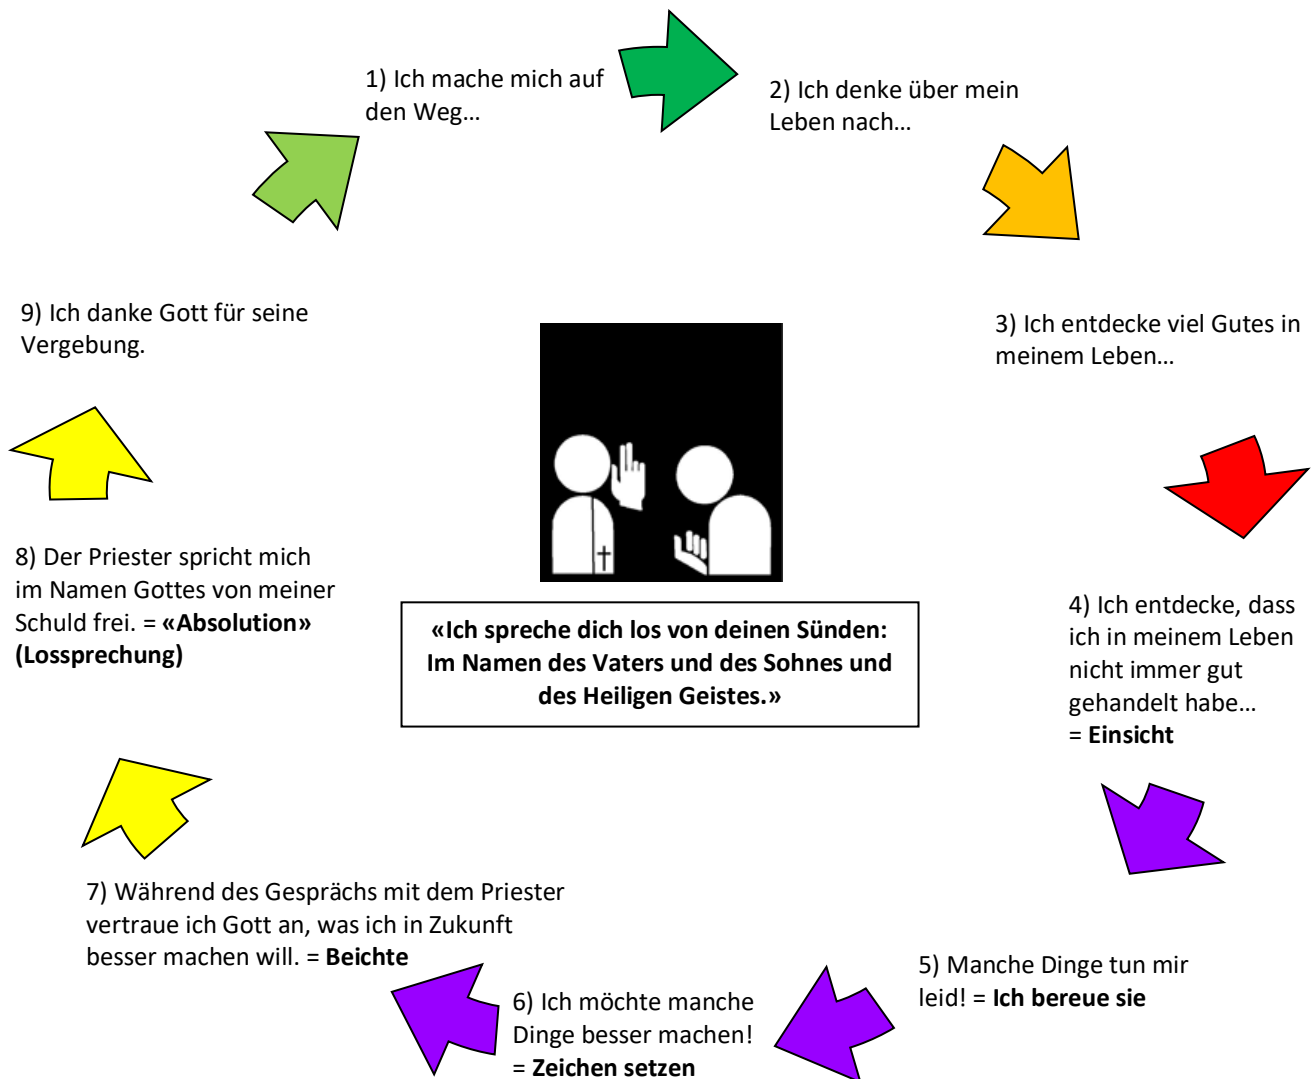 1) Ich mache mich auf
den Weg…
2) Ich denke über mein
Leben nach…
3) Ich entdecke viel Gutes in
meinem Leben…
4) Ich entdecke, dass
ich in meinem Leben
nicht immer gut
gehandelt habe…
= Einsicht
5) Manche Dinge tun mir
leid! = Ich bereue sie
6) Ich möchte manche
Dinge besser machen!
= Zeichen setzen
7) Während des Gesprächs mit dem Priester
vertraue ich Gott an, was ich in Zukunft
besser machen will. = Beichte
8) Der Priester spricht mich
im Namen Gottes von meiner
Schuld frei. = «Absolution»
(Lossprechung)
9) Ich danke Gott für seine
Vergebung.
«Ich spreche dich los von deinen Sünden:
Im Namen des Vaters und des Sohnes und
des Heiligen Geistes.»